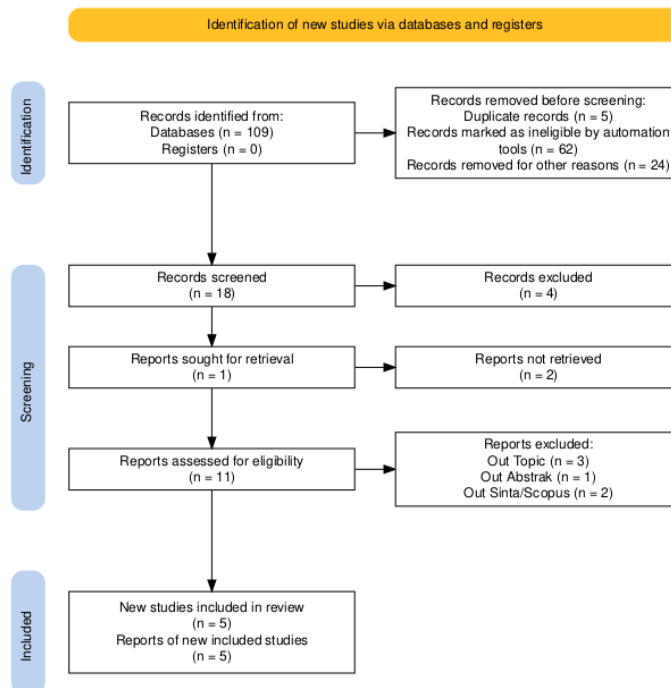 Identification of new studies via databases and registers
Identification
Records identified from:
Databases (n = 109)
Registers (n = 0)
Records removed before screening:
Duplicate records (n = 5)
Records marked as ineligible by automation
tools (n = 62)
Records removed for other reasons (n = 24)
Screening
Records screened
(n = 18)
Records excluded
(n = 4)
Reports sought for retrieval
(n = 1)
Reports not retrieved
(n = 2)
Reports assessed for eligibility
(n = 11)
Reports excluded:
Out Topic (n = 3)
Out Abstrak (n = 1)
Out Sinta/Scopus (n = 2)
Included
New studies included in review
(n = 5)
Reports of new included studies
(n = 5)